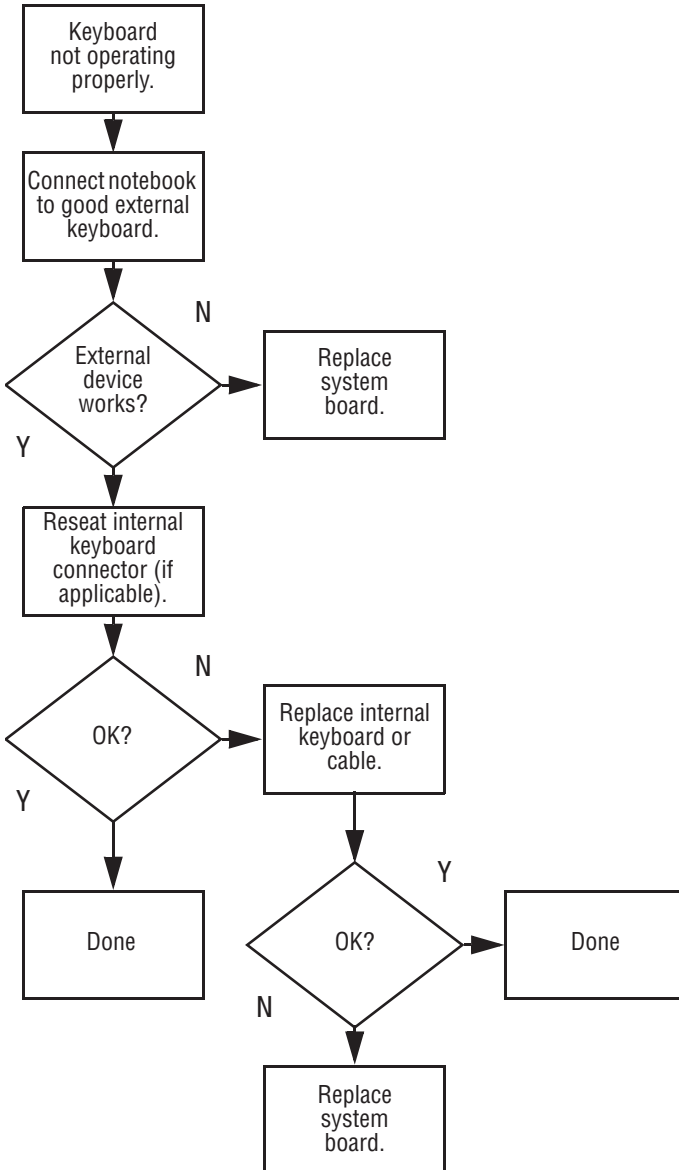 Keyboard
not operating
properly.
Connect notebook
to good external
keyboard.
N
External
device
works?
Replace
system
board.
Y
Reseat internal
keyboard
connector (if
applicable).
N
OK?
Replace internal
keyboard or
cable.
Y
Y
Done
OK?
Done
N
Replace
system
board.